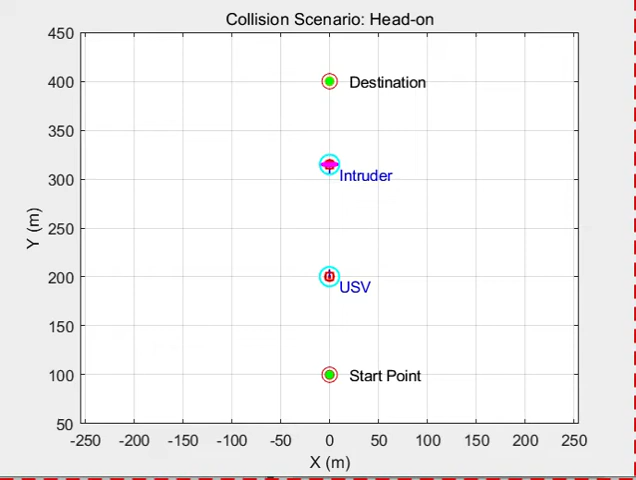 Collision Scenario: Head-on
450
400
350
300
250
200
150
100
50
Y (m)
Destination
Intruder
USV
Start Point
-250 -200 -150 -100 -50 0 50 100 150 200 250
X (m)